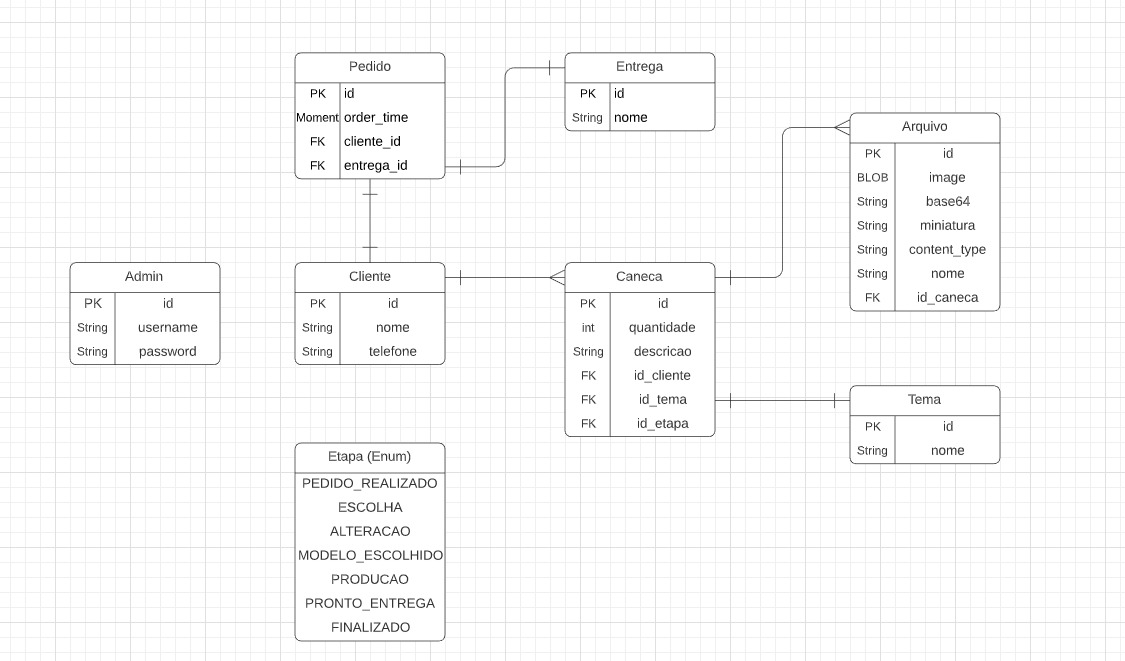 Pedido
PK id
Moment order_time
FK cliente_id
FK entrega_id
Entrega
PK id
String nome
Arquivo
PK id
BLOB image
String base64
String miniatura
String content_type
String nome
FK id_caneca
Admin
PK id
String username
String password
Cliente
PK id
String nome
String telefone
Caneca
PK id
int quantidade
String descricao
FK id_cliente
FK id_tema
FK id_etapa
Tema
PK id
String nome
Etapa (Enum)
PEDIDO_REALIZADO
ESCOLHA
ALTERACAO
MODELO_ESCOLHIDO
PRODUCAO
PRONTO_ENTREGA
FINALIZADO